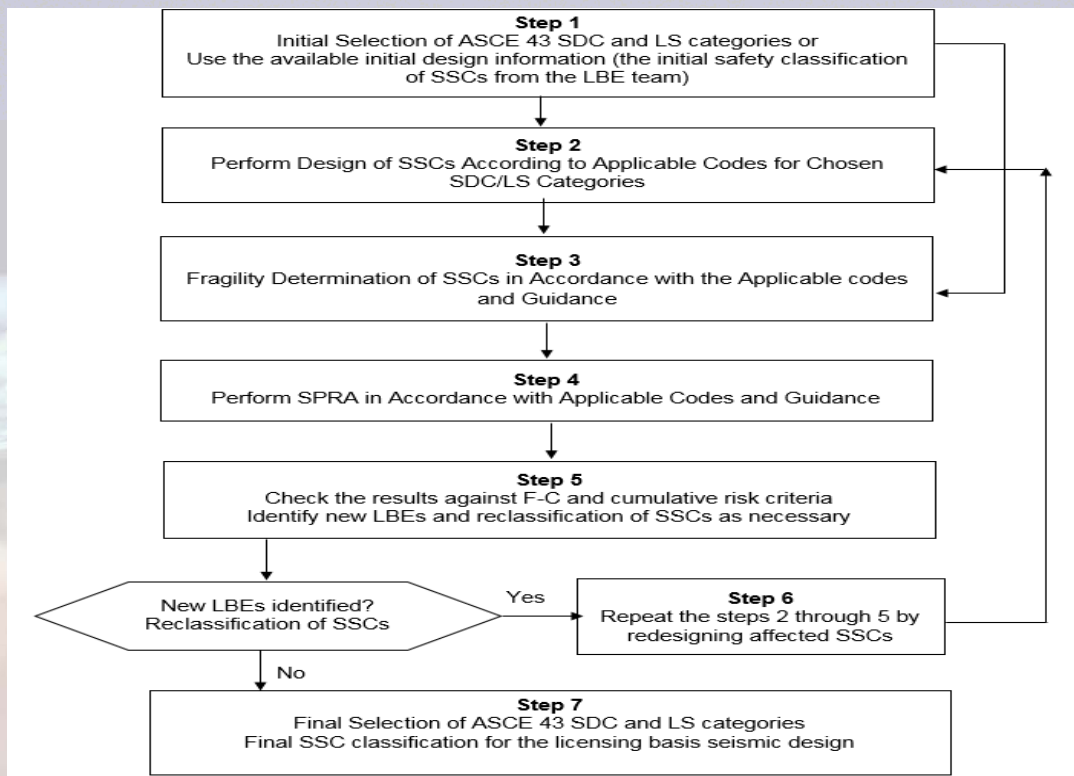 Step 1
Initial Selection of ASCE 43 SDC and LS categories or
Use the available initial design information (the initial safety classification
of SSCs from the LBE team)
Step 2
Perform Design of SSCs According to Applicable Codes for Chosen
SDC/LS Categories
Step 3
Fragility Determination of SSCs in Accordance with the Applicable codes
and Guidance
Step 4
Perform SPRA in Accordance with Applicable Codes and Guidance
Step 5
Check the results against F-C and cumulative risk criteria
Identify new LBEs and reclassification of SSCs as necessary
New LBEs identified?
Reclassification of SSCs
Yes
Step 6
Repeat the steps 2 through 5 by
redesigning affected SSCs
No
Step 7
Final Selection of ASCE 43 SDC and LS categories
Final SSC classification for the licensing basis seismic design